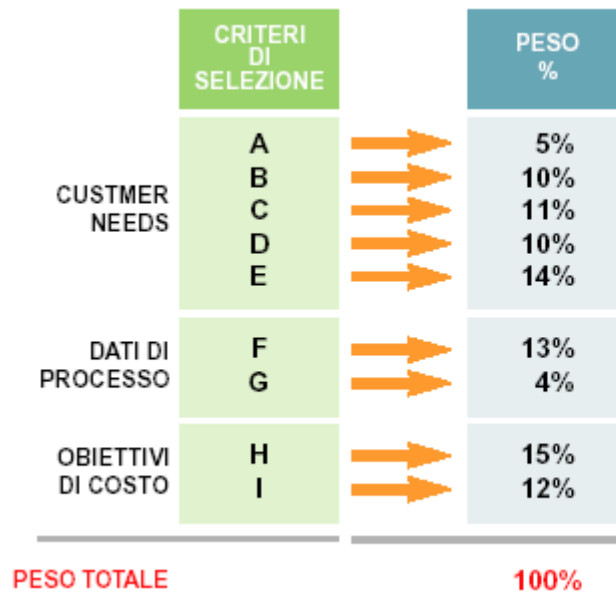 CRITERI
DI
SELEZIONE
PESO
%
CUSTMER
NEEDS
A 5%
B 10%
C 11%
D 10%
E 14%
DATI DI
PROCESSO
F 13%
G 4%
OBIETTIVI
DI COSTO
H 15%
I 12%
PESO TOTALE 100%